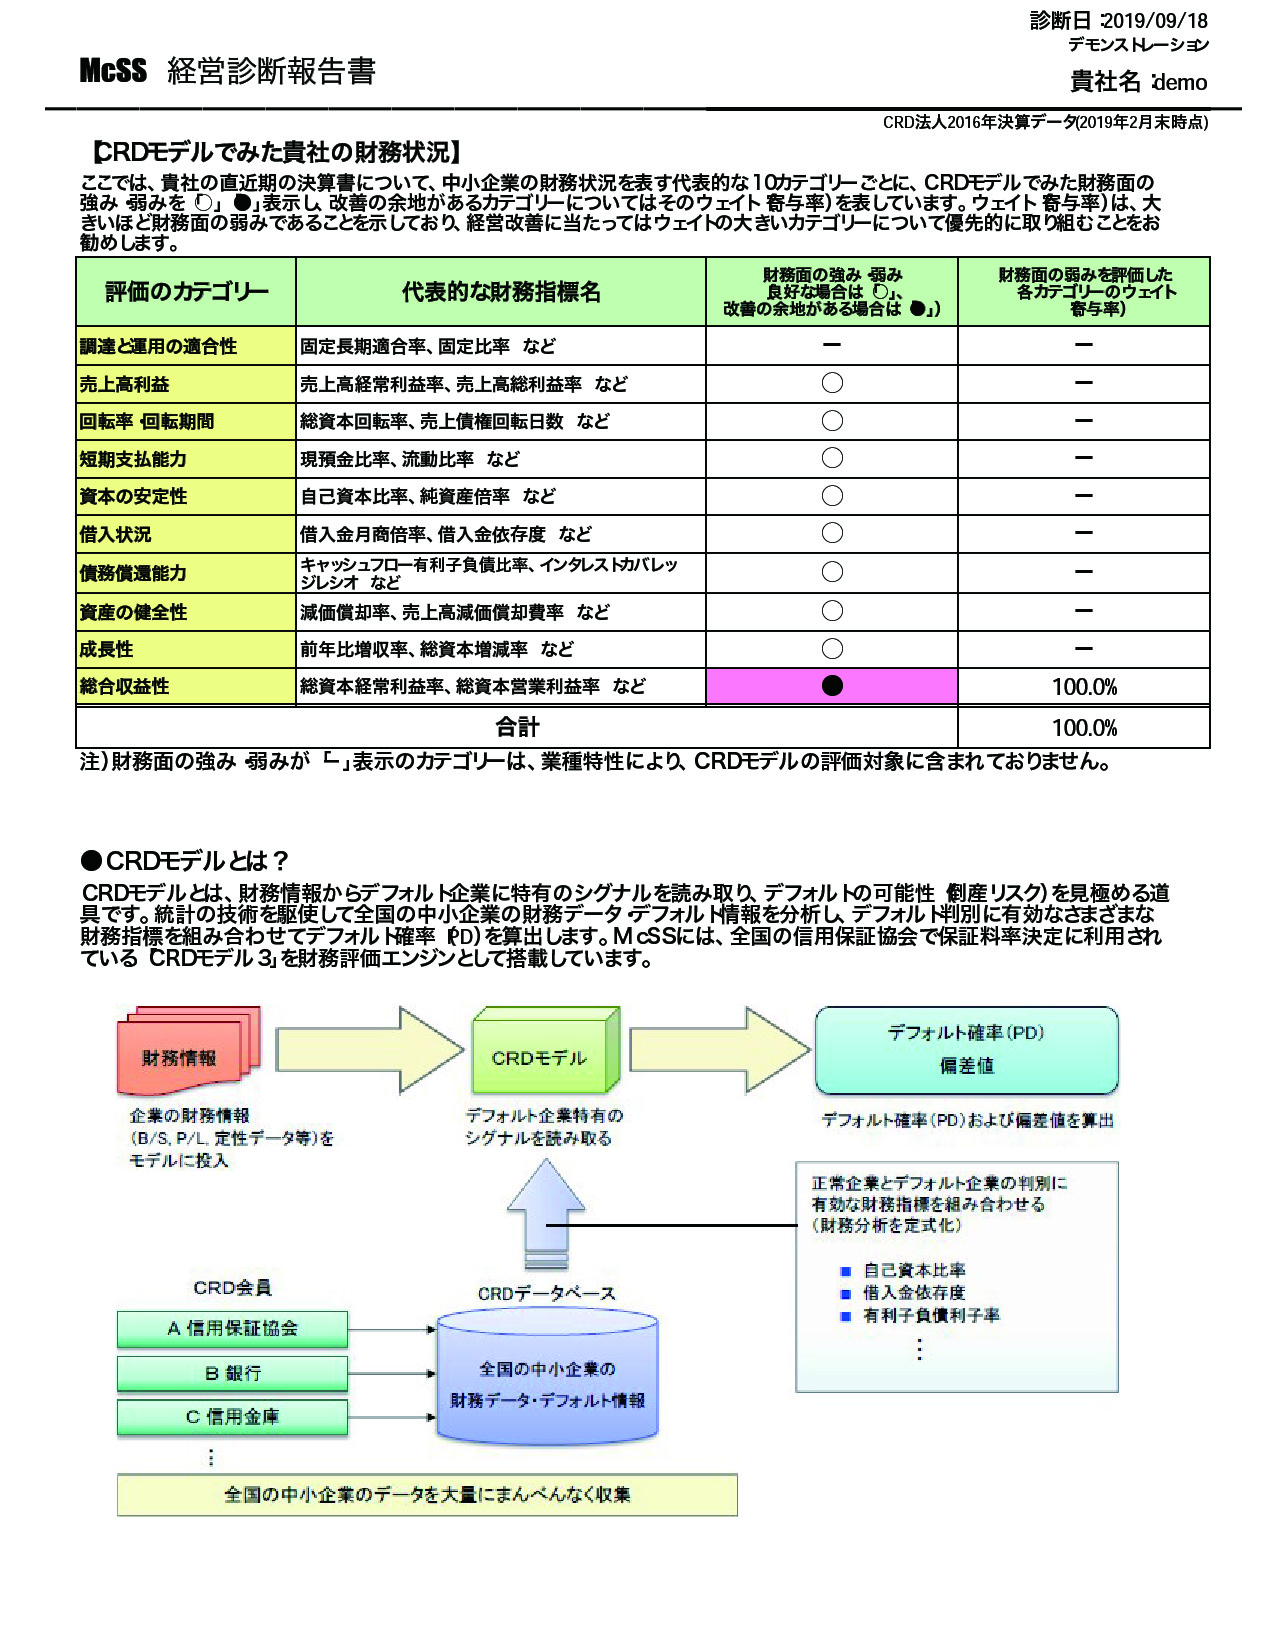 診断日:2019/09/18
デモンストレーション
McSS 経営診断報告書
貴社名:demo
CRD法人2016年決算データ(2019年2月末時点)
【CRDモデルでみた貴社の財務状況】
ここでは、貴社の直近期の決算書について、中小企業の財務状況を表す代表的な10カテゴリーごとに、CRDモデルでみた財務面の
強み・弱みを「○」「●」表示し、改善の余地があるカテゴリーについてはそのウェイト(寄与率)を表しています。ウェイト(寄与率)は、大
きいほど財務面の弱みであることを示しており、経営改善に当たってはウェイトの大きいカテゴリーについて優先的に取り組むことをお
勧めします。
評価のカテゴリー 代表的な財務指標名 財務面の強み・弱み 財務面の弱みを評価した
(良好な場合は「○」、 各カテゴリーのウェイト
改善の余地がある場合は「●」) (寄与率)
調達と運用の適合性 固定長期適合率、固定比率 など ー ー
売上高利益 売上高経常利益率、売上高総利益率 など ○ ー
回転率・回転期間 総資本回転率、売上債権回転日数 など ○ ー
短期支払能力 現預金比率、流動比率 など ○ ー
資本の安定性 自己資本比率、純資産倍率 など ○ ー
借入状況 借入金月商倍率、借入金依存度 など ○ ー
債務償還能力 キャッシュフロー有利子負債比率、インタレストカバレッ ○ ー
ジレシオ など
資産の健全性 減価償却率、売上高減価償却費率 など ○ ー
成長性 前年比増収率、総資本増減率 など ○ ー
総合収益性 総資本経常利益率、総資本営業利益率 など ● 100.0%
合計 100.0%
注)財務面の強み・弱みが「ー」表示のカテゴリーは、業種特性により、CRDモデルの評価対象に含まれておりません。
●CRDモデルとは?
CRDモデルとは、財務情報からデフォルト企業に特有のシグナルを読み取り、デフォルトの可能性(倒産リスク)を見極める道
具です。統計の技術を駆使して全国の中小企業の財務データ・デフォルト情報を分析し、デフォルト判別に有効なさまざまな
財務指標を組み合わせてデフォルト確率(PD)を算出します。McSSには、全国の信用保証協会で保証料率決定に利用され
ている「CRDモデル3」を財務評価エンジンとして搭載しています。
財務情報
CRDモデル
デフォルト確率(PD)
偏差値
企業の財務情報
(B/S, P/L, 定性データ等)を
モデルに投入
デフォルト企業特有の
シグナルを読み取る
デフォルト確率(PD)および偏差値を算出
正常企業とデフォルト企業の判別に
有効な財務指標を組み合わせる
(財務分析を定式化)
■ 自己資本比率
■ 借入金依存度
■ 有利子負債利子率
⋮
CRD会員
A 信用保証協会
B 銀行
C 信用金庫
⋮
CRDデータベース
全国の中小企業の
財務データ・デフォルト情報
全国の中小企業のデータを大量にまんべんなく収集